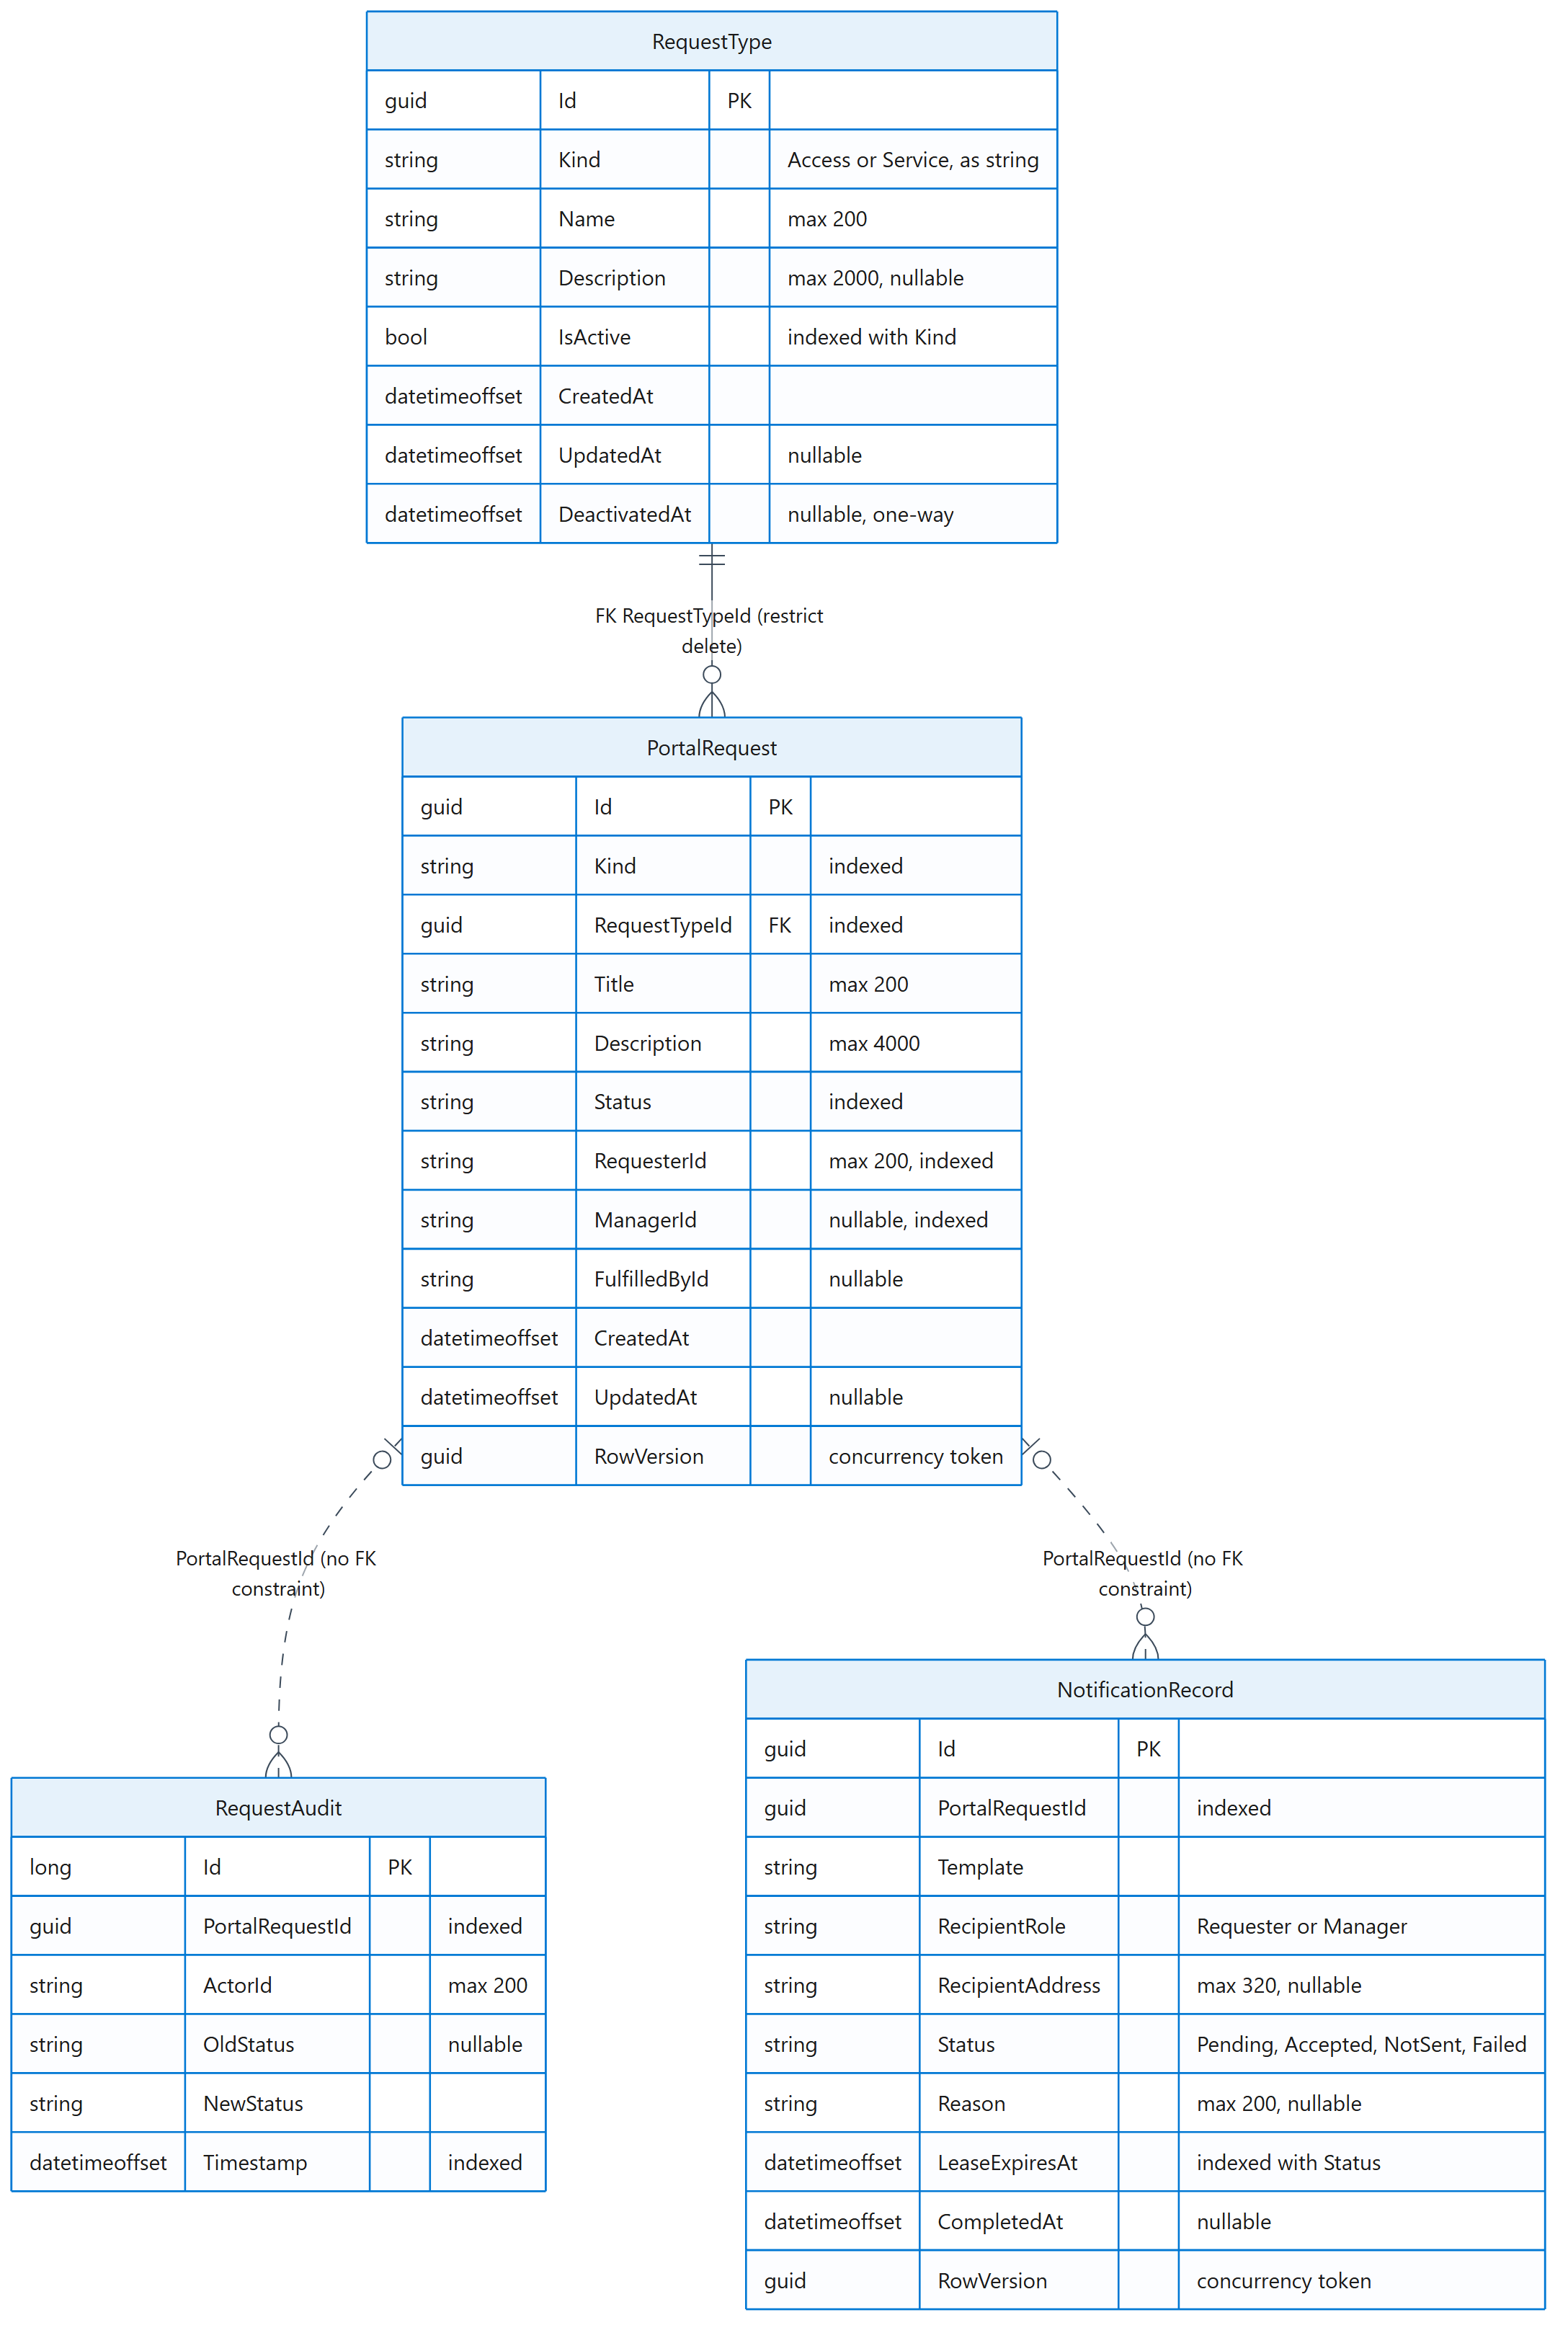 RequestType
guid Id PK
string Kind Access or Service, as string
string Name max 200
string Description max 2000, nullable
bool IsActive indexed with Kind
datetimeoffset CreatedAt
datetimeoffset UpdatedAt nullable
datetimeoffset DeactivatedAt nullable, one-way
FK RequestTypeId (restrict
delete)
PortalRequest
guid Id PK
string Kind indexed
guid RequestTypeId FK indexed
string Title max 200
string Description max 4000
string Status indexed
string RequesterId max 200, indexed
string ManagerId nullable, indexed
string FulfilledById nullable
datetimeoffset CreatedAt
datetimeoffset UpdatedAt nullable
guid RowVersion concurrency token
PortalRequestId (no FK
constraint)
PortalRequestId (no FK
constraint)
RequestAudit
long Id PK
guid PortalRequestId indexed
string ActorId max 200
string OldStatus nullable
string NewStatus
datetimeoffset Timestamp indexed
NotificationRecord
guid Id PK
guid PortalRequestId indexed
string Template
string RecipientRole Requester or Manager
string RecipientAddress max 320, nullable
string Status Pending, Accepted, NotSent, Failed
string Reason max 200, nullable
datetimeoffset LeaseExpiresAt indexed with Status
datetimeoffset CompletedAt nullable
guid RowVersion concurrency token